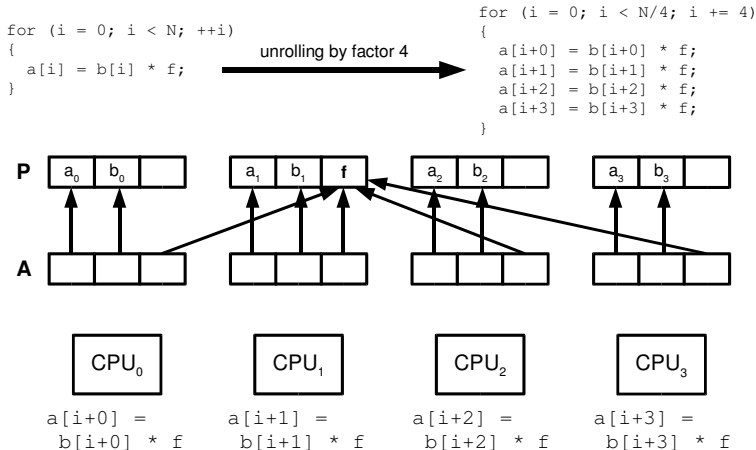 for (i = 0; i < N; ++i)
{
  a[i] = b[i] * f;
}
unrolling by factor 4
for (i = 0; i < N/4; i += 4)
{
  a[i+0] = b[i+0] * f;
  a[i+1] = b[i+1] * f;
  a[i+2] = b[i+2] * f;
  a[i+3] = b[i+3] * f;
}
P a₀ b₀ a₁ b₁ f a₂ b₂ a₃ b₃
A
CPU₀ CPU₁ CPU₂ CPU₃
a[i+0] = a[i+1] = a[i+2] = a[i+3] =
b[i+0] * f b[i+1] * f b[i+2] * f b[i+3] * f